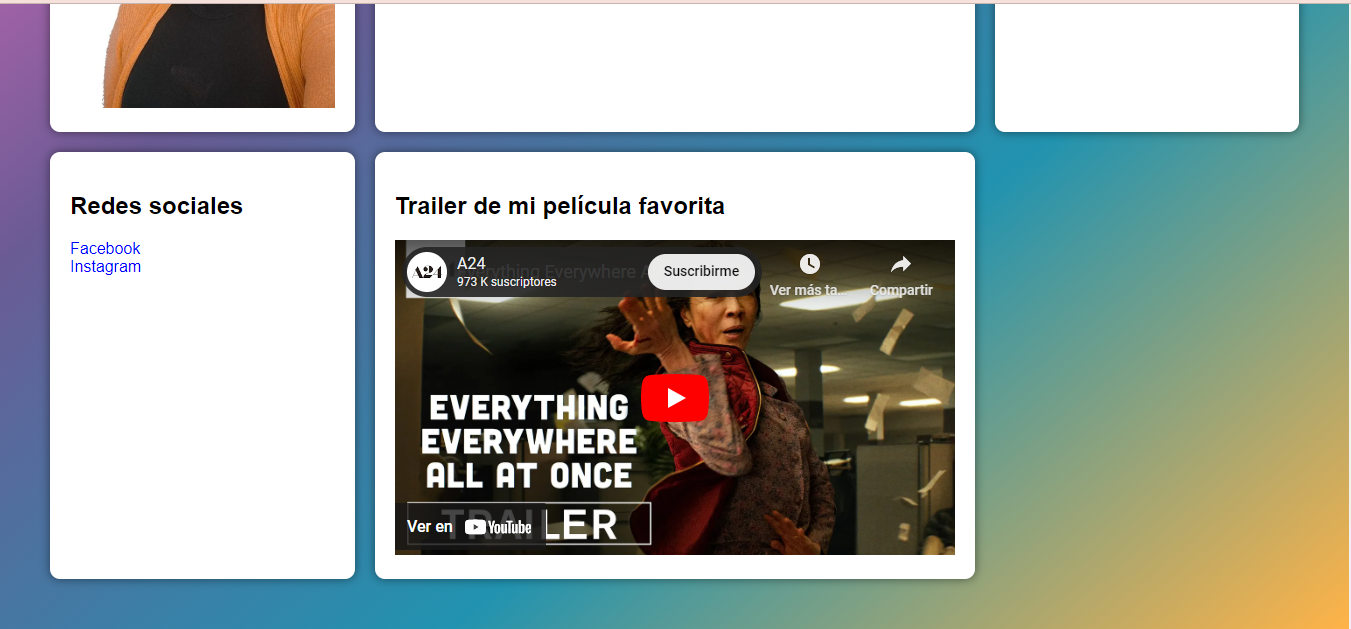 Redes sociales
Facebook
Instagram
Trailer de mi película favorita
A24
A24
973 K suscriptores
Everything Everywhere A
Suscribirme
Ver más ta...
Compartir
EVERYTHING
EVERYWHERE
ALL AT ONCE
TRAILER
Ver en YouTube